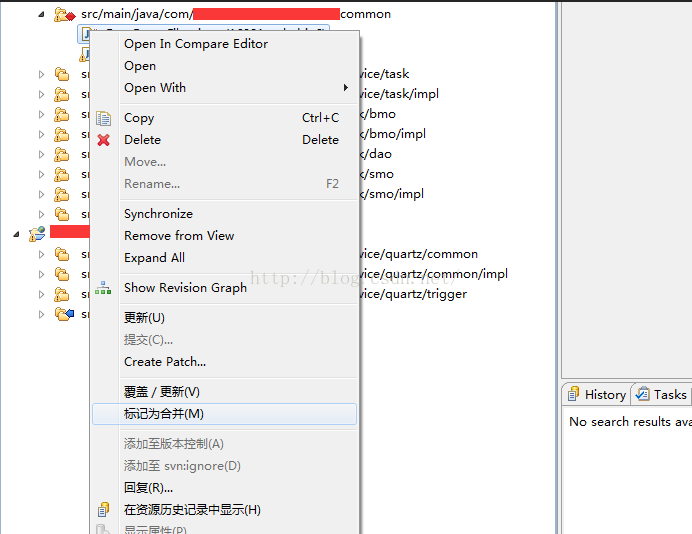 src/main/java/com/ common
Open In Compare Editor
Open
Open With
Copy Ctrl+C
Delete Delete
Move...
Rename... F2
Synchronize
Remove from View
Expand All
Show Revision Graph
更新(U)
提交(C)...
Create Patch...
覆盖 / 更新(V)
标记为合并(M)
添加至版本控制(A)
添加至 svn:ignore(D)
回复(R)...
在资源历史记录中显示(H)
显示属性(P)
vice/task
vice/task/impl
k/bmo
k/bmo/impl
k/dao
k/smo
k/smo/impl
vice/quartz/common
vice/quartz/common/impl
vice/quartz/trigger
History Tasks
No search results ava